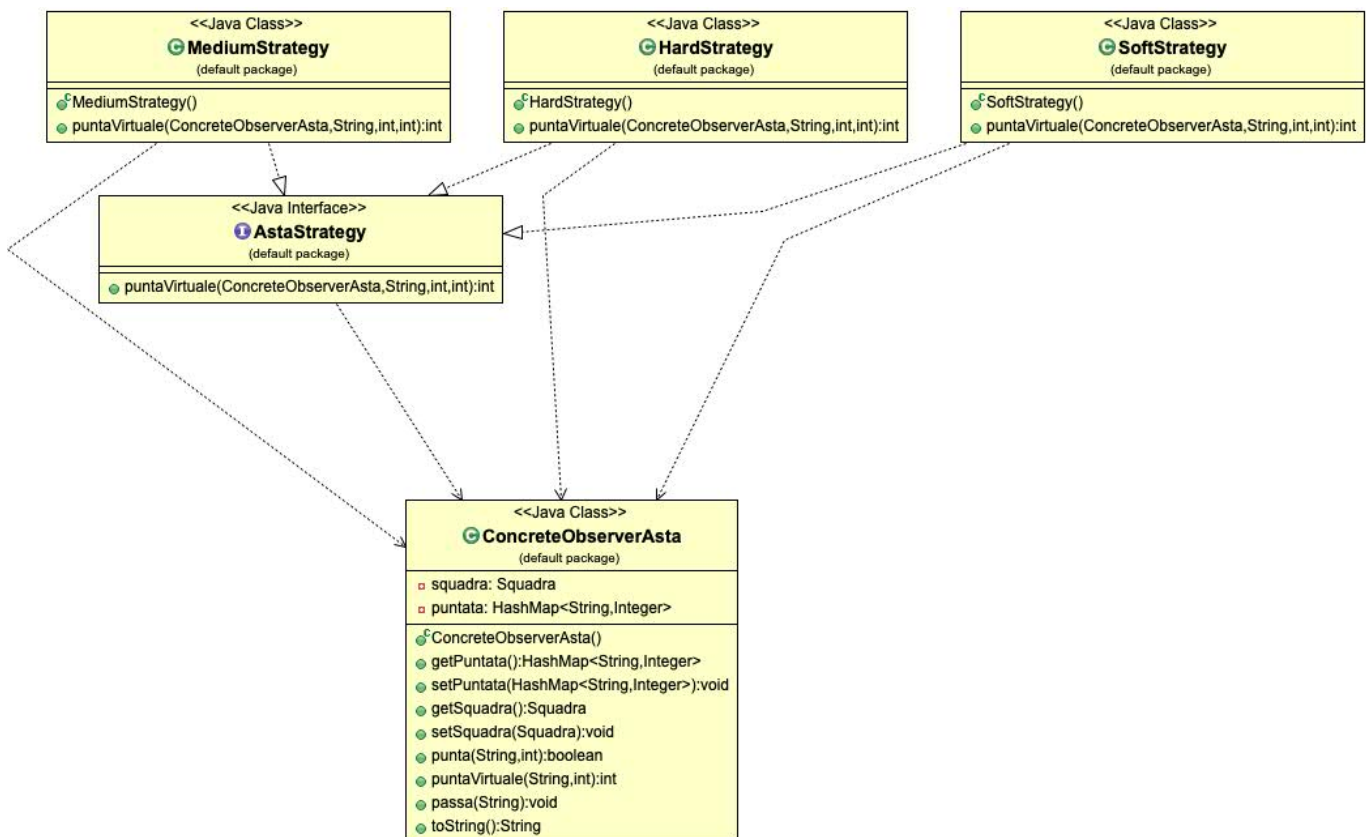 <<Java Class>>
MediumStrategy
(default package)
MediumStrategy()
puntaVirtuale(ConcreteObserverAsta,String,int,int):int
<<Java Class>>
HardStrategy
(default package)
HardStrategy()
puntaVirtuale(ConcreteObserverAsta,String,int,int):int
<<Java Class>>
SoftStrategy
(default package)
SoftStrategy()
puntaVirtuale(ConcreteObserverAsta,String,int,int):int
<<Java Interface>>
AstaStrategy
(default package)
puntaVirtuale(ConcreteObserverAsta,String,int,int):int
<<Java Class>>
ConcreteObserverAsta
(default package)
squadra: Squadra
puntata: HashMap<String,Integer>
ConcreteObserverAsta()
getPuntata():HashMap<String,Integer>
setPuntata(HashMap<String,Integer>):void
getSquadra():Squadra
setSquadra(Squadra):void
punta(String,int):boolean
puntaVirtuale(String,int):int
passa(String):void
toString():String